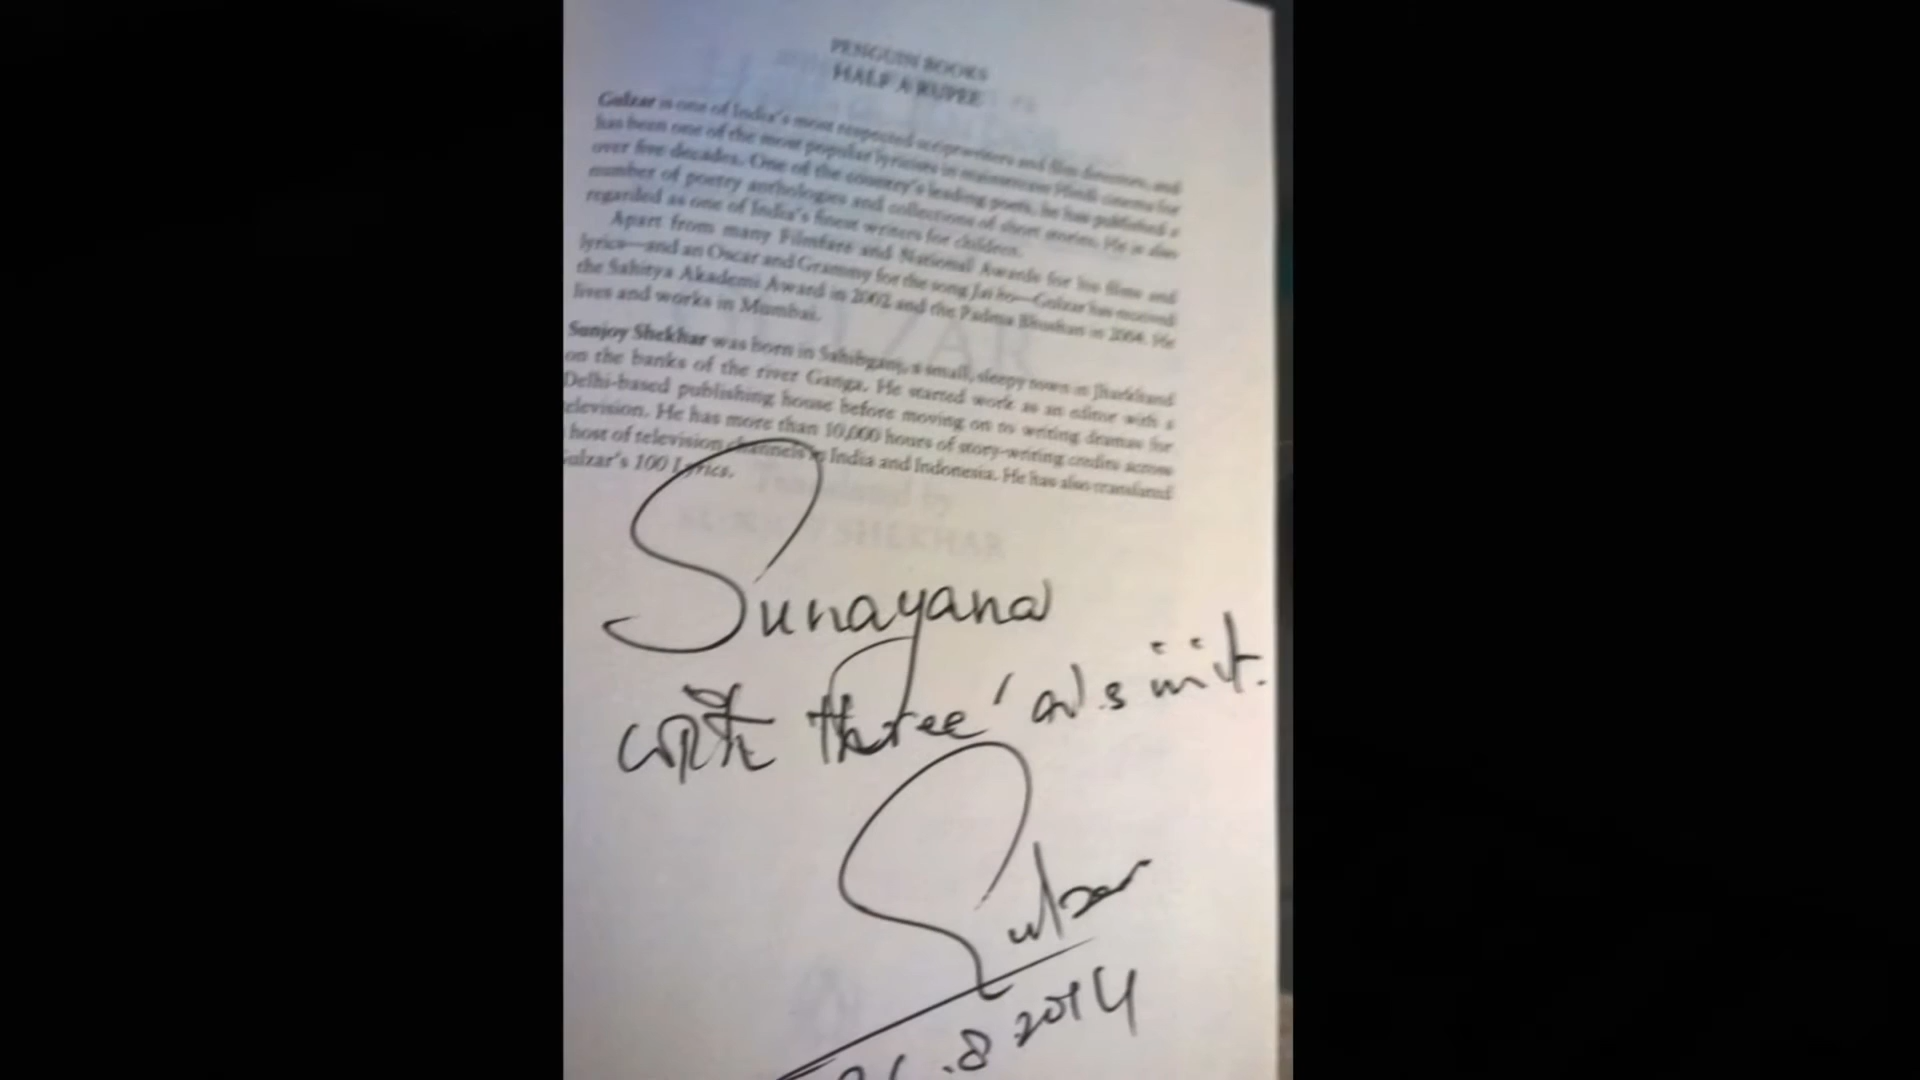 PENGUIN BOOKS
HALF A RUPEE
Gulzar is one of India's most respected scriptwriters and film directors, and
has been one of the most popular lyricists in mainstream Hindi cinema for
over five decades. One of the country's leading poets, he has published a
number of poetry anthologies and collections of short stories. He is also
regarded as one of India's finest writers for children.
Apart from many Filmfare and National Awards for his films and
lyrics—and an Oscar and Grammy for the song Jai ho—Gulzar has received
the Sahitya Akademi Award in 2002 and the Padma Bhushan in 2004. He
lives and works in Mumbai.
Sunjoy Shekhar was born in Sahibganj, a small, sleepy town in Jharkhand
on the banks of the river Ganga. He started work as an editor with a
Delhi-based publishing house before moving on to writing dramas for
television. He has more than 10,000 hours of story-writing credits across
host of television channels in India and Indonesia. He has also translated
Gulzar's 100 Lyrics.
Sunayana
with three 'a's in it.
Gulzar
.8 2014